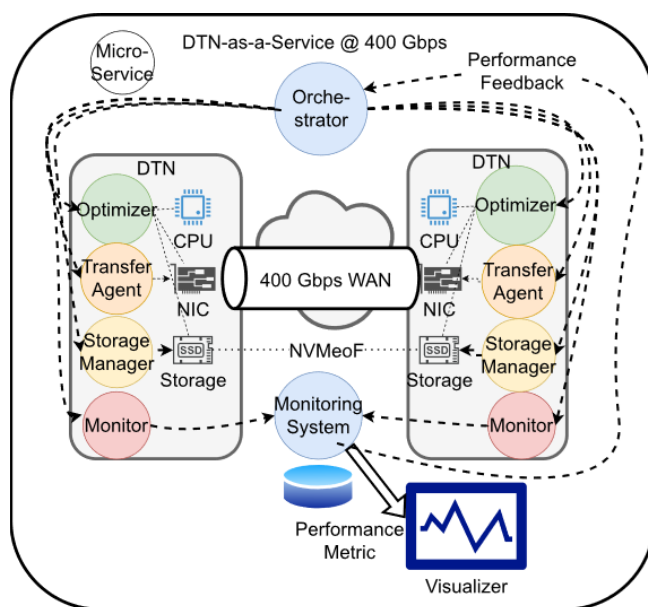 DTN-as-a-Service @ 400 Gbps
Micro-
Service
Performance
Feedback
Orche-
strator
DTN
Optimizer
CPU
Transfer
Agent
NIC
Storage
Manager
SSD
Storage
Monitor
400 Gbps WAN
NVMeoF
DTN
CPU
Optimizer
NIC
Transfer
Agent
SSD
Storage
Storage
Manager
Monitor
Monitoring
System
Performance
Metric
Visualizer